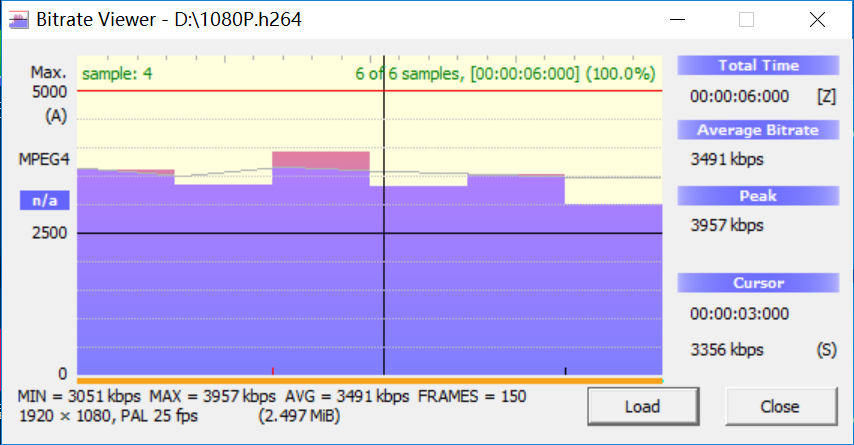 Bitrate Viewer - D:\1080P.h264
Max.
5000
(A)
MPEG4
n/a
2500
0
sample: 4
6 of 6 samples, [00:00:06:000] (100.0%)
Total Time
00:00:06:000 [Z]
Average Bitrate
3491 kbps
Peak
3957 kbps
Cursor
00:00:03:000
3356 kbps (S)
MIN = 3051 kbps MAX = 3957 kbps AVG = 3491 kbps FRAMES = 150
1920 × 1080, PAL 25 fps (2.497 MiB)
Load
Close